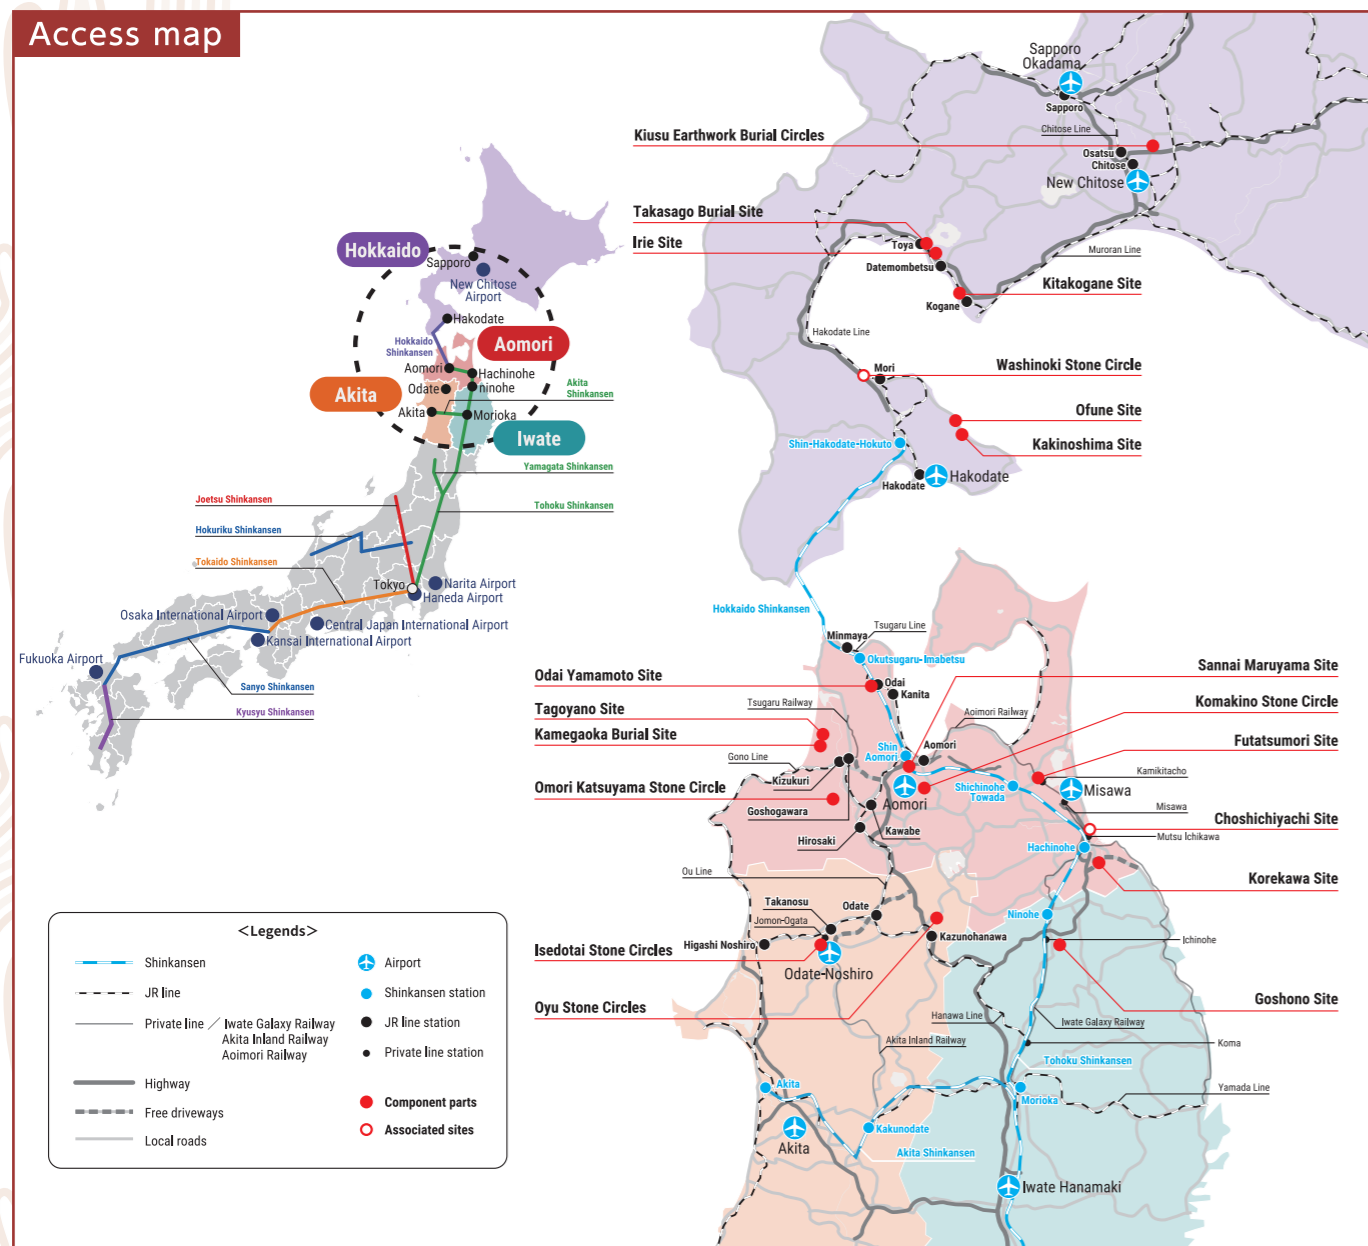 Access map
Hokkaido
Sapporo
New Chitose
Airport
Hakodate
Hokkaido
Shinkansen
Aomori
Aomori
Hachinohe
ninohe
Odate
Akita
Akita
Akita
Shinkansen
Morioka
Iwate
Yamagata Shinkansen
Joetsu Shinkansen
Tohoku Shinkansen
Hokuriku Shinkansen
Tokaido Shinkansen
Tokyo
Narita Airport
Haneda Airport
Osaka International Airport
Central Japan International Airport
Kansai International Airport
Fukuoka Airport
Sanyo Shinkansen
Kyusyu Shinkansen
Sapporo
Okadama
Sapporo
Chitose Line
Kiusu Earthwork Burial Circles
Osatsu
Chitose
New Chitose
Takasago Burial Site
Irie Site
Toya
Datemombetsu
Muroran Line
Kitakogane Site
Kogane
Hakodate Line
Mori
Washinoki Stone Circle
Ofune Site
Kakinoshima Site
Shin-Hakodate-Hokuto
Hakodate
Hakodate
Hokkaido Shinkansen
Tsugaru Line
Minmaya
Okutsugaru-Imabetsu
Odai Yamamoto Site
Odai
Kanita
Sannai Maruyama Site
Tagoyano Site
Tsugaru Railway
Aoimori Railway
Komakino Stone Circle
Kamegaoka Burial Site
Gono Line
Shin
Aomori
Aomori
Futatsumori Site
Kizukuri
Kamikitacho
Omori Katsuyama Stone Circle
Shichinohe
Towada
Misawa
Aomori
Misawa
Goshogawara
Kawabe
Choshichiyachi Site
Hirosaki
Mutsu Ichikawa
Hachinohe
Ou Line
Korekawa Site
Takanosu
Odate
Jomon-Ogata
Ninohe
Higashi Noshiro
Kazunohanawa
Ichinohe
Isedotai Stone Circles
Odate-Noshiro
Oyu Stone Circles
Goshono Site
Hanawa Line
Iwate Galaxy Railway
Akita Inland Railway
Koma
Tohoku Shinkansen
Akita
Morioka
Yamada Line
Kakunodate
Akita
Akita Shinkansen
Iwate Hanamaki
<Legends>
Shinkansen
JR line
Private line ／ Iwate Galaxy Railway
Akita Inland Railway
Aoimori Railway
Highway
Free driveways
Local roads
Airport
Shinkansen station
JR line station
Private line station
Component parts
Associated sites